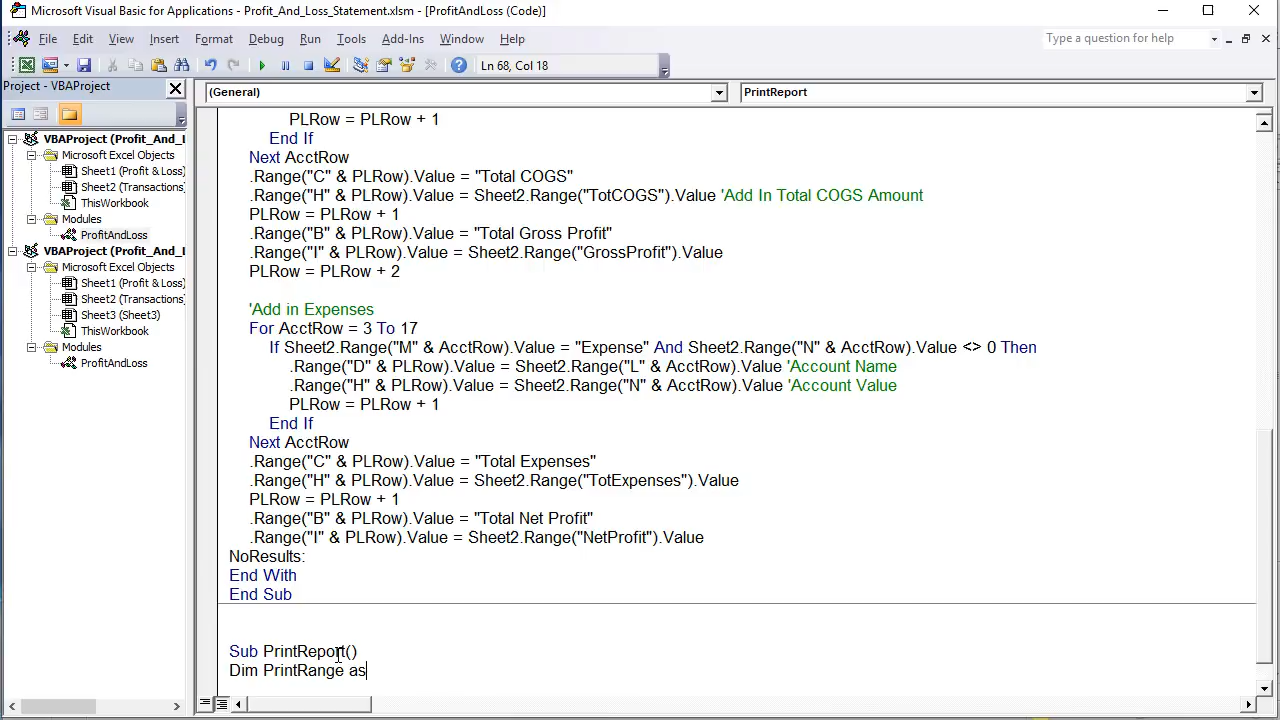 Microsoft Visual Basic for Applications - Profit_And_Loss_Statement.xlsm - [ProfitAndLoss (Code)]
File Edit View Insert Format Debug Run Tools Add-Ins Window Help
Type a question for help
Ln 68, Col 18
Project - VBAProject
(General)
PrintReport
VBAProject (Profit_And_L
Microsoft Excel Objects
Sheet1 (Profit & Loss)
Sheet2 (Transactions)
ThisWorkbook
Modules
ProfitAndLoss
VBAProject (Profit_And_L
Microsoft Excel Objects
Sheet1 (Profit & Loss)
Sheet2 (Transactions)
Sheet3 (Sheet3)
ThisWorkbook
Modules
ProfitAndLoss
PLRow = PLRow + 1
End If
Next AcctRow
.Range("C" & PLRow).Value = "Total COGS"
.Range("H" & PLRow).Value = Sheet2.Range("TotCOGS").Value 'Add In Total COGS Amount
PLRow = PLRow + 1
.Range("B" & PLRow).Value = "Total Gross Profit"
.Range("I" & PLRow).Value = Sheet2.Range("GrossProfit").Value
PLRow = PLRow + 2
'Add in Expenses
For AcctRow = 3 To 17
If Sheet2.Range("M" & AcctRow).Value = "Expense" And Sheet2.Range("N" & AcctRow).Value <> 0 Then
.Range("D" & PLRow).Value = Sheet2.Range("L" & AcctRow).Value 'Account Name
.Range("H" & PLRow).Value = Sheet2.Range("N" & AcctRow).Value 'Account Value
PLRow = PLRow + 1
End If
Next AcctRow
.Range("C" & PLRow).Value = "Total Expenses"
.Range("H" & PLRow).Value = Sheet2.Range("TotExpenses").Value
PLRow = PLRow + 1
.Range("B" & PLRow).Value = "Total Net Profit"
.Range("I" & PLRow).Value = Sheet2.Range("NetProfit").Value
NoResults:
End With
End Sub
Sub PrintReport()
Dim PrintRange as